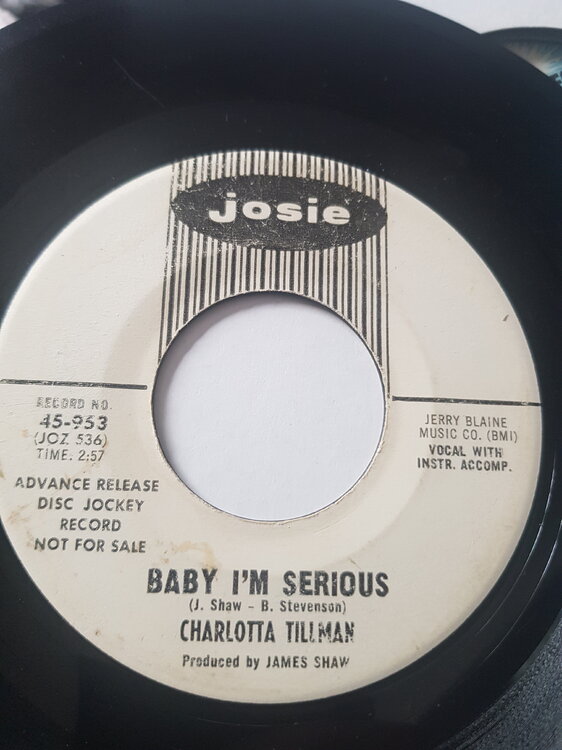 josie
RECORD NO.
45-953
(JOZ 536)
TIME: 2:57
ADVANCE RELEASE
DISC JOCKEY
RECORD
NOT FOR SALE
JERRY BLAINE
MUSIC CO. (BMI)
VOCAL WITH
INSTR. ACCOMP.
BABY I'M SERIOUS
(J. Shaw - B. Stevenson)
CHARLOTTA TILLMAN
Produced by JAMES SHAW